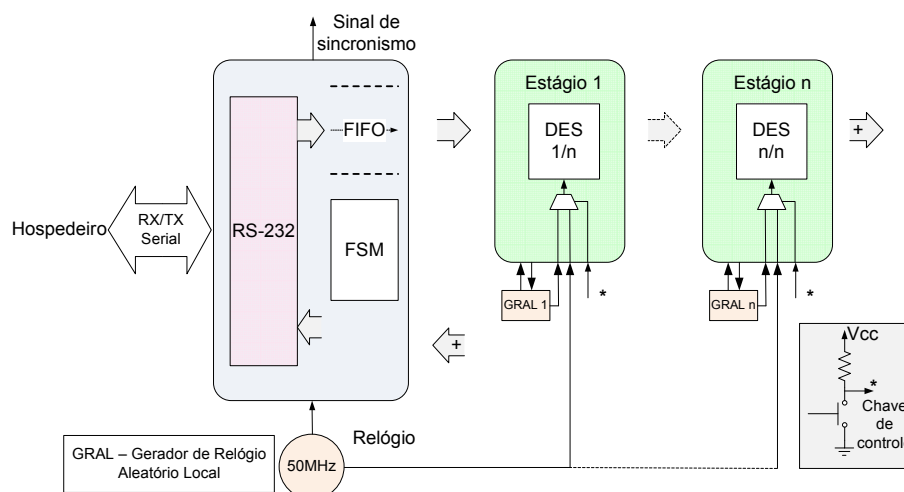 Sinal de
sincronismo
Estágio 1
Estágio n
FIFO
DES
1/n
DES
n/n
+
RX/TX
Serial
Hospedeiro
RS-232
FSM
GRAL 1
*
GRAL n
*
+
Vcc
*
Chave
de
control
Relógio
GRAL – Gerador de Relógio
Aleatório Local
50MHz